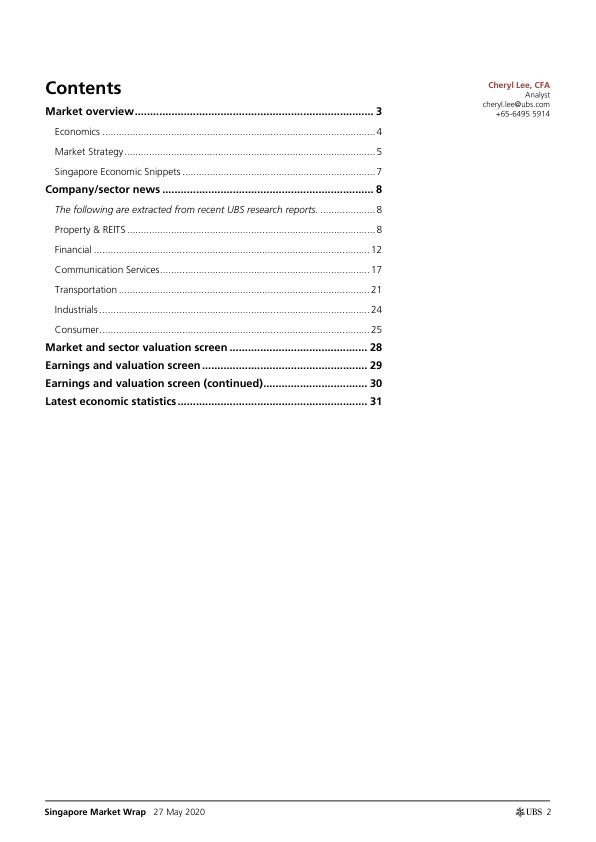 Contents
Market overview.............................................................................. 3
Economics ...........................................................................................4
Market Strategy...................................................................................5
Singapore Economic Snippets ................................................................7
Company/sector news ..................................................................... 8
The following are extracted from recent UBS research reports. ...................8
Property & REITS ...................................................................................8
Financial ............................................................................................12
Communication Services......................................................................17
Transportation ....................................................................................21
Industrials ..........................................................................................24
Consumer..........................................................................................25
Market and sector valuation screen ............................................. 28
Earnings and valuation screen ...................................................... 29
Earnings and valuation screen (continued).................................. 30
Latest economic statistics .............................................................. 31
Cheryl Lee, CFA
Analyst
cheryl.lee@ubs.com
+65-6495 5914
Singapore Market Wrap 27 May 2020 UBS 2